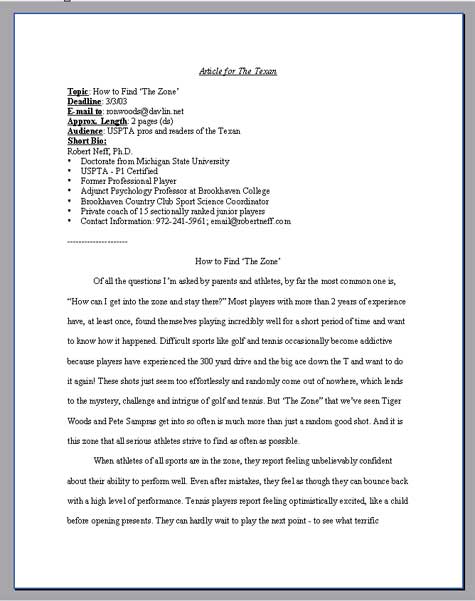 Article for The Texan
Topic: How to Find ‘The Zone’
Deadline: 3/3/03
E-mail to: ronwoods@davlin.net
Approx. Length: 2 pages (ds)
Audience: USPTA pros and readers of the Texan
Short Bio:
Robert Neff, Ph.D.
• Doctorate from Michigan State University
• USPTA - P1 Certified
• Former Professional Player
• Adjunct Psychology Professor at Brookhaven College
• Brookhaven Country Club Sport Science Coordinator
• Private coach of 15 sectionally ranked junior players
• Contact Information: 972-241-5961; email@robertneff.com
--------------------
How to Find ‘The Zone’
Of all the questions I’m asked by parents and athletes, by far the most common one is,
“How can I get into the zone and stay there?” Most players with more than 2 years of experience
have, at least once, found themselves playing incredibly well for a short period of time and want
to know how it happened. Difficult sports like golf and tennis occasionally become addictive
because players have experienced the 300 yard drive and the big ace down the T and want to do
it again! These shots just seem too effortlessly and randomly come out of nowhere, which lends
to the mystery, challenge and intrigue of golf and tennis. But ‘The Zone” that we’ve seen Tiger
Woods and Pete Sampras get into so often is much more than just a random good shot. And it is
this zone that all serious athletes strive to find as often as possible.
When athletes of all sports are in the zone, they report feeling unbelievably confident
about their ability to perform well. Even after mistakes, they feel as though they can bounce back
with a high level of performance. Tennis players report feeling optimistically excited, like a child
before opening presents. They can hardly wait to play the next point - to see what terrific